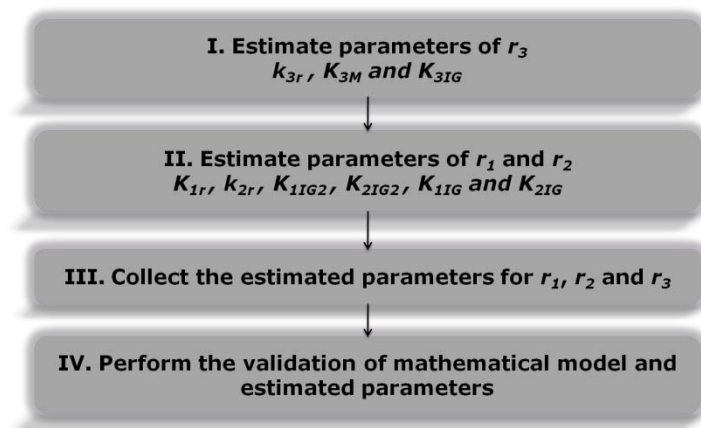 I. Estimate parameters of r₃
k₃ᵣ, K₃M and K₃IG
II. Estimate parameters of r₁ and r₂
K₁ᵣ, k₂ᵣ, K₁IG2, K₂IG2, K₁IG and K₂IG
III. Collect the estimated parameters for r₁, r₂ and r₃
IV. Perform the validation of mathematical model and
estimated parameters